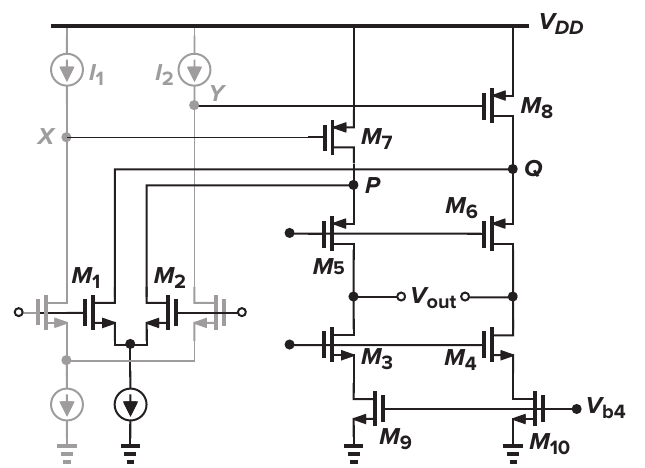 V_DD
I_1
I_2
Y
M_8
X
M_7
Q
P
M_6
M_5
M_1
M_2
V_out
M_3
M_4
V_b4
M_9
M_10